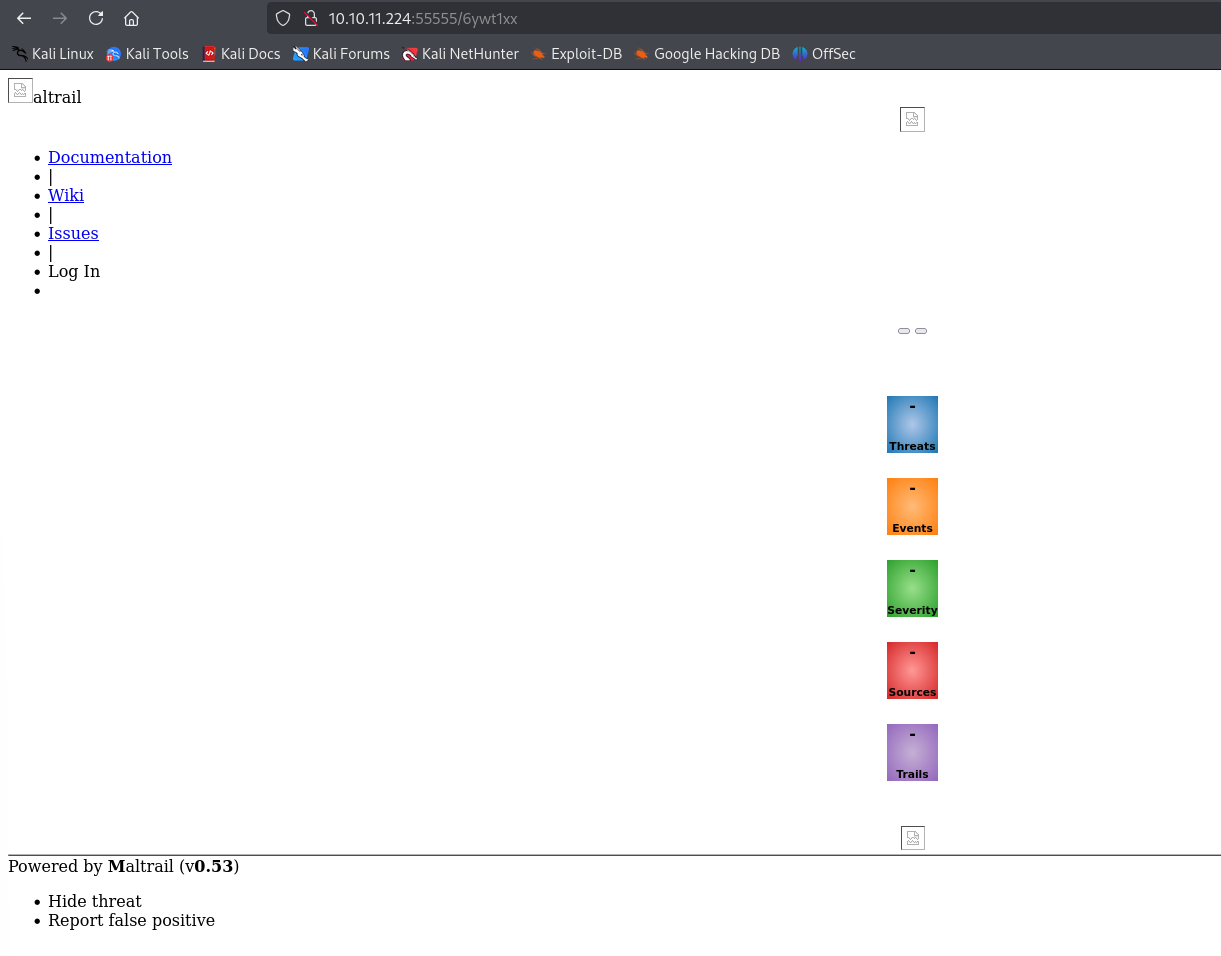 10.10.11.224:55555/6ywt1xx
Kali Linux Kali Tools Kali Docs Kali Forums Kali NetHunter Exploit-DB Google Hacking DB OffSec
altrail
Documentation
|
Wiki
|
Issues
|
Log In
-
Threats
-
Events
-
Severity
-
Sources
-
Trails
Powered by Maltrail (v0.53)
Hide threat
Report false positive